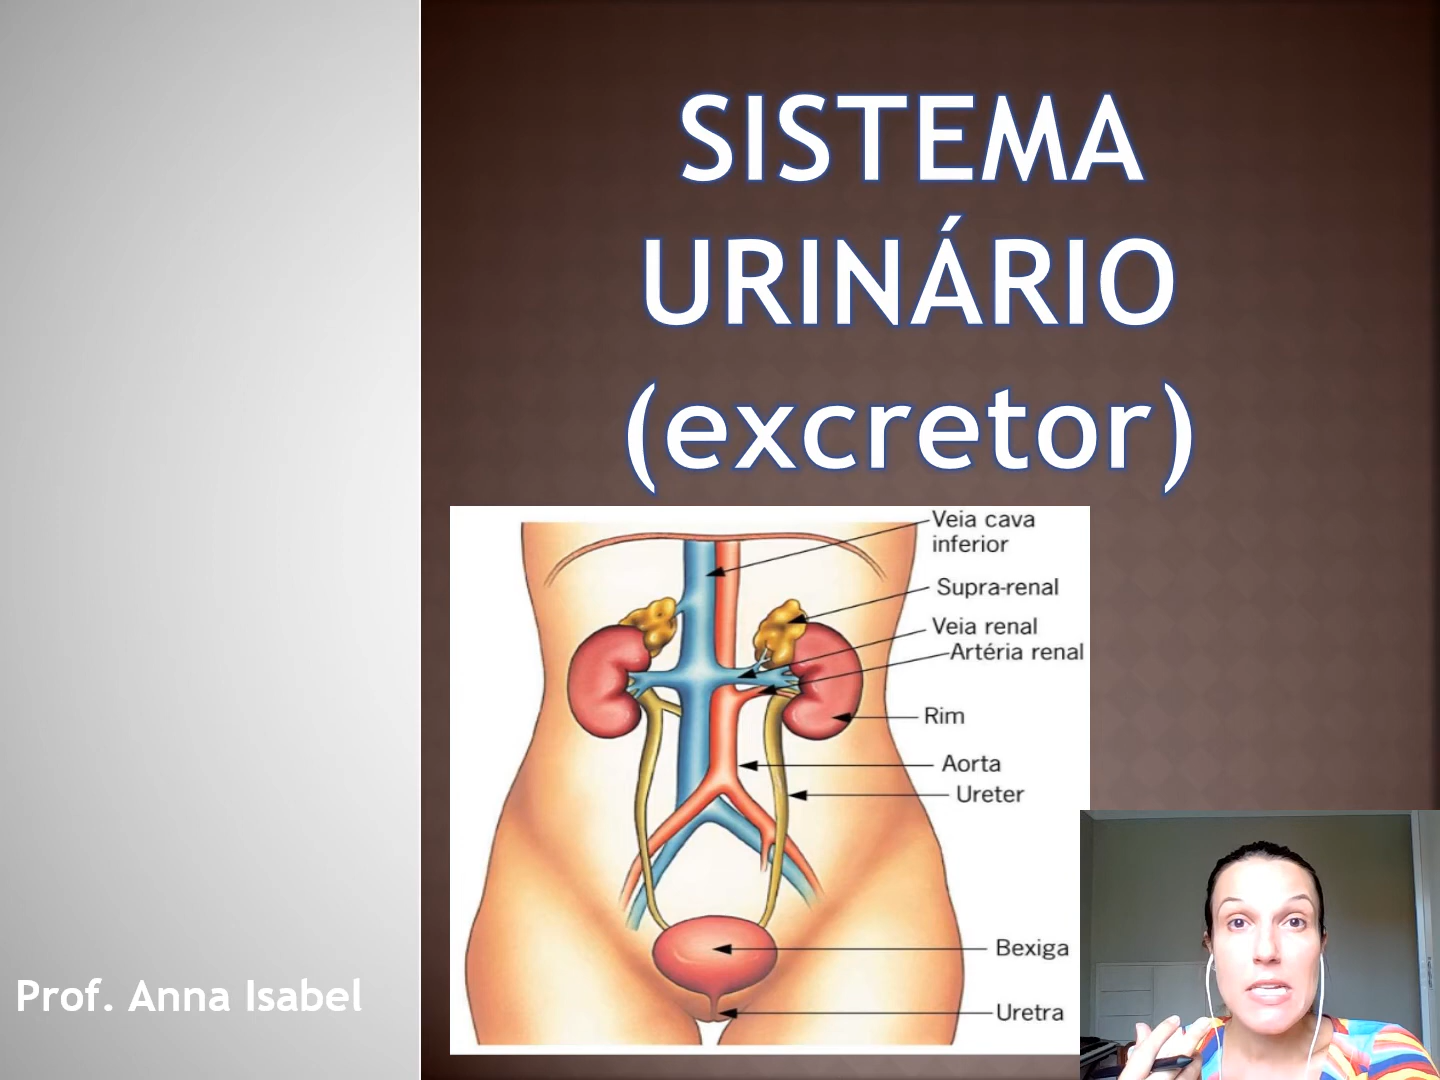 SISTEMA
URINÁRIO
(excretor)
Veia cava
inferior
Supra-renal
Veia renal
Artéria renal
Rim
Aorta
Ureter
Bexiga
Uretra
Prof. Anna Isabel